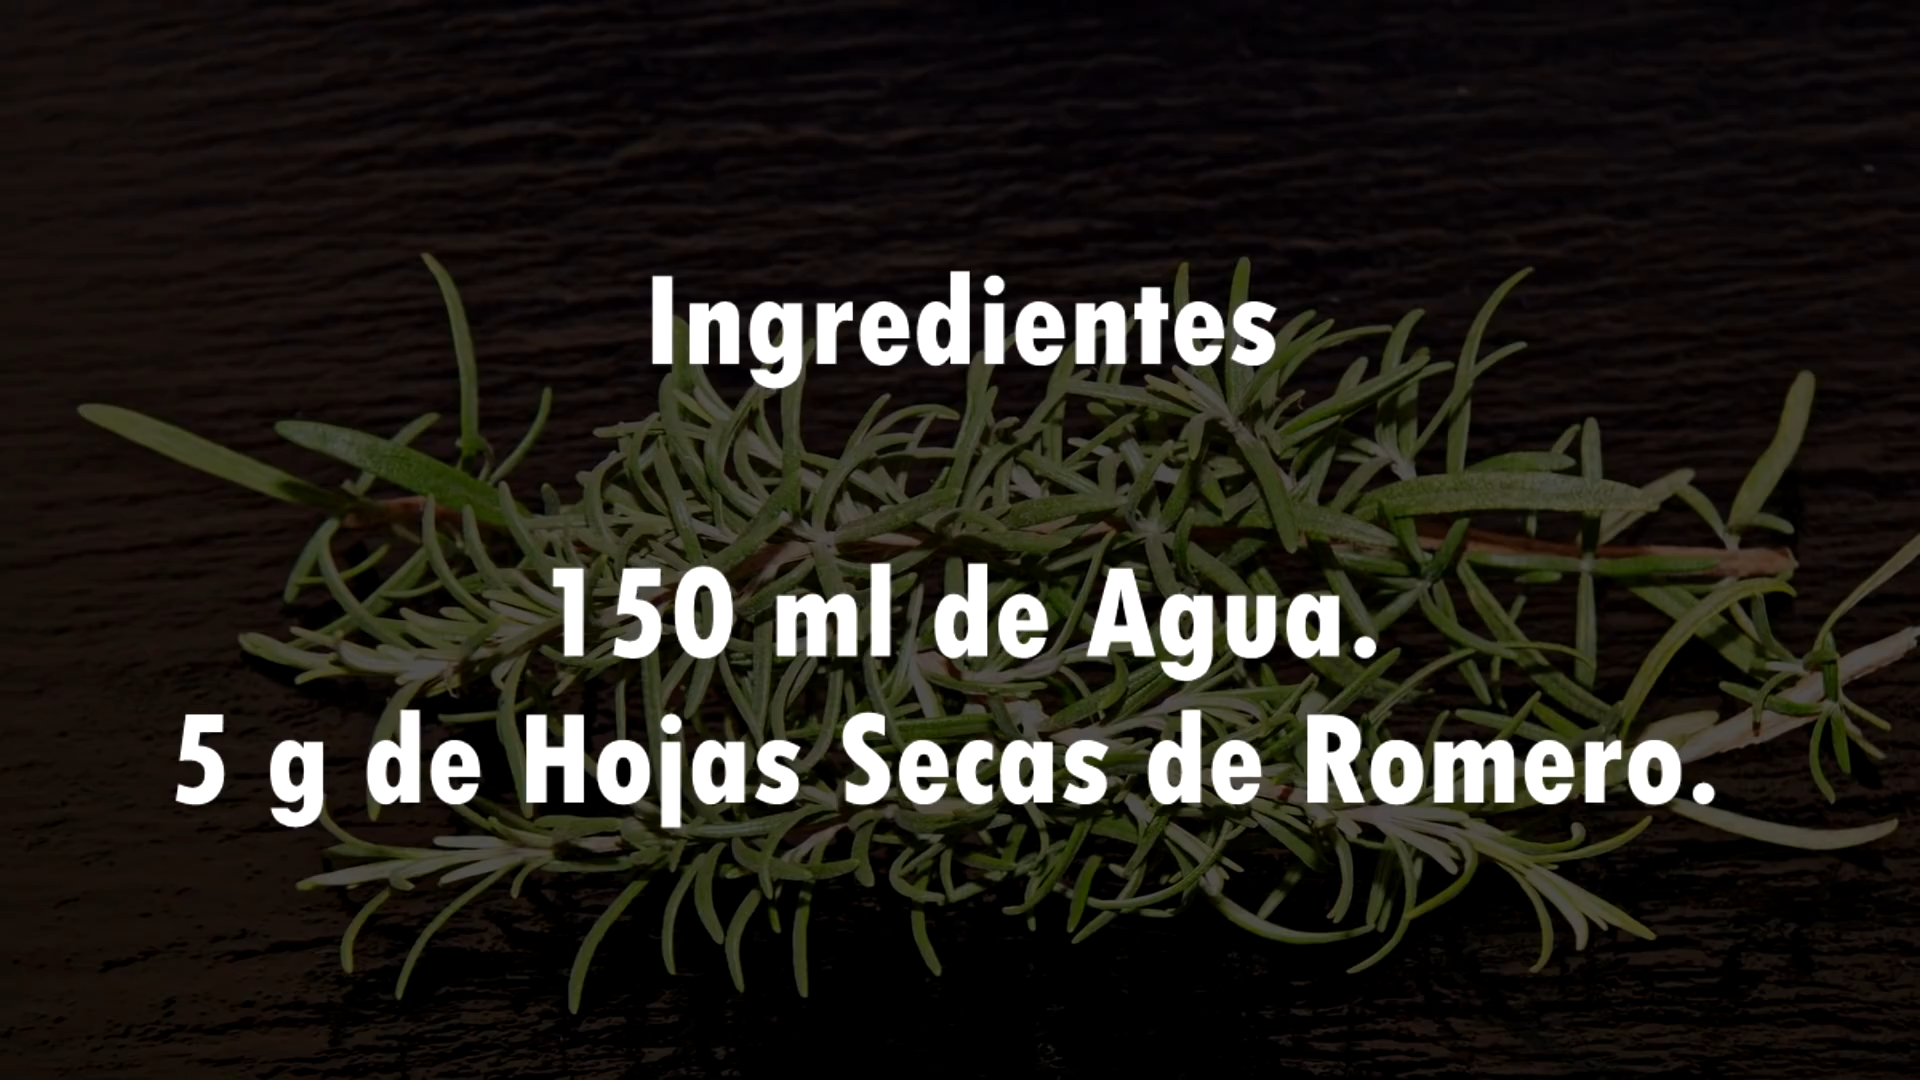 Ingredientes
150 ml de Agua.
5 g de Hojas Secas de Romero.